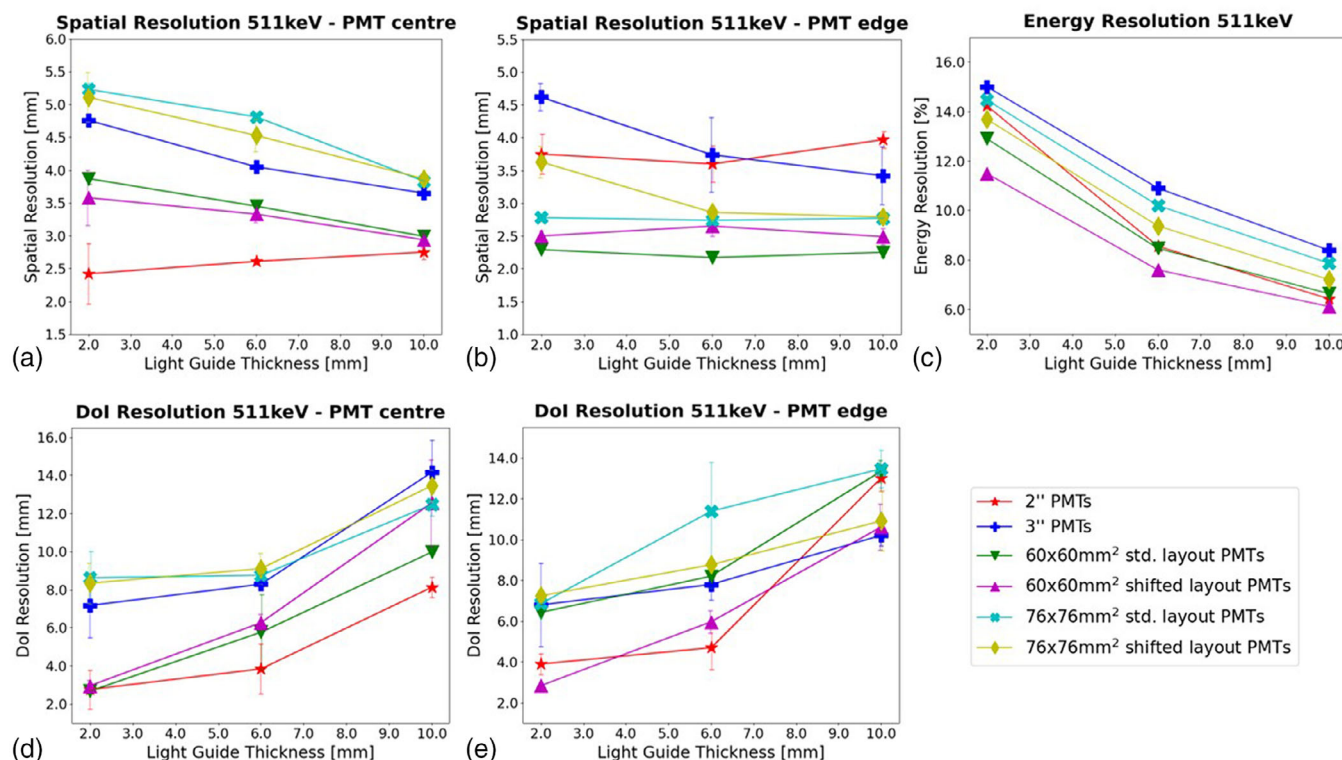 Spatial Resolution 511keV - PMT centre
6.0
5.5
5.0
4.5
4.0
3.5
3.0
2.5
2.0
1.5
Spatial Resolution [mm]
2.0 3.0 4.0 5.0 6.0 7.0 8.0 9.0 10.0
Light Guide Thickness [mm]
(a)
Spatial Resolution 511keV - PMT edge
5.5
5.0
4.5
4.0
3.5
3.0
2.5
2.0
1.5
1.0
Spatial Resolution [mm]
2.0 3.0 4.0 5.0 6.0 7.0 8.0 9.0 10.0
Light Guide Thickness [mm]
(b)
Energy Resolution 511keV
16.0
14.0
12.0
10.0
8.0
6.0
Energy Resolution [%]
2.0 3.0 4.0 5.0 6.0 7.0 8.0 9.0 10.0
Light Guide Thickness [mm]
(c)
DoI Resolution 511keV - PMT centre
16.0
14.0
12.0
10.0
8.0
6.0
4.0
2.0
DoI Resolution [mm]
2.0 3.0 4.0 5.0 6.0 7.0 8.0 9.0 10.0
Light Guide Thickness [mm]
(d)
DoI Resolution 511keV - PMT edge
14.0
12.0
10.0
8.0
6.0
4.0
2.0
DoI Resolution [mm]
2.0 3.0 4.0 5.0 6.0 7.0 8.0 9.0 10.0
Light Guide Thickness [mm]
(e)
2'' PMTs
3'' PMTs
60x60mm² std. layout PMTs
60x60mm² shifted layout PMTs
76x76mm² std. layout PMTs
76x76mm² shifted layout PMTs